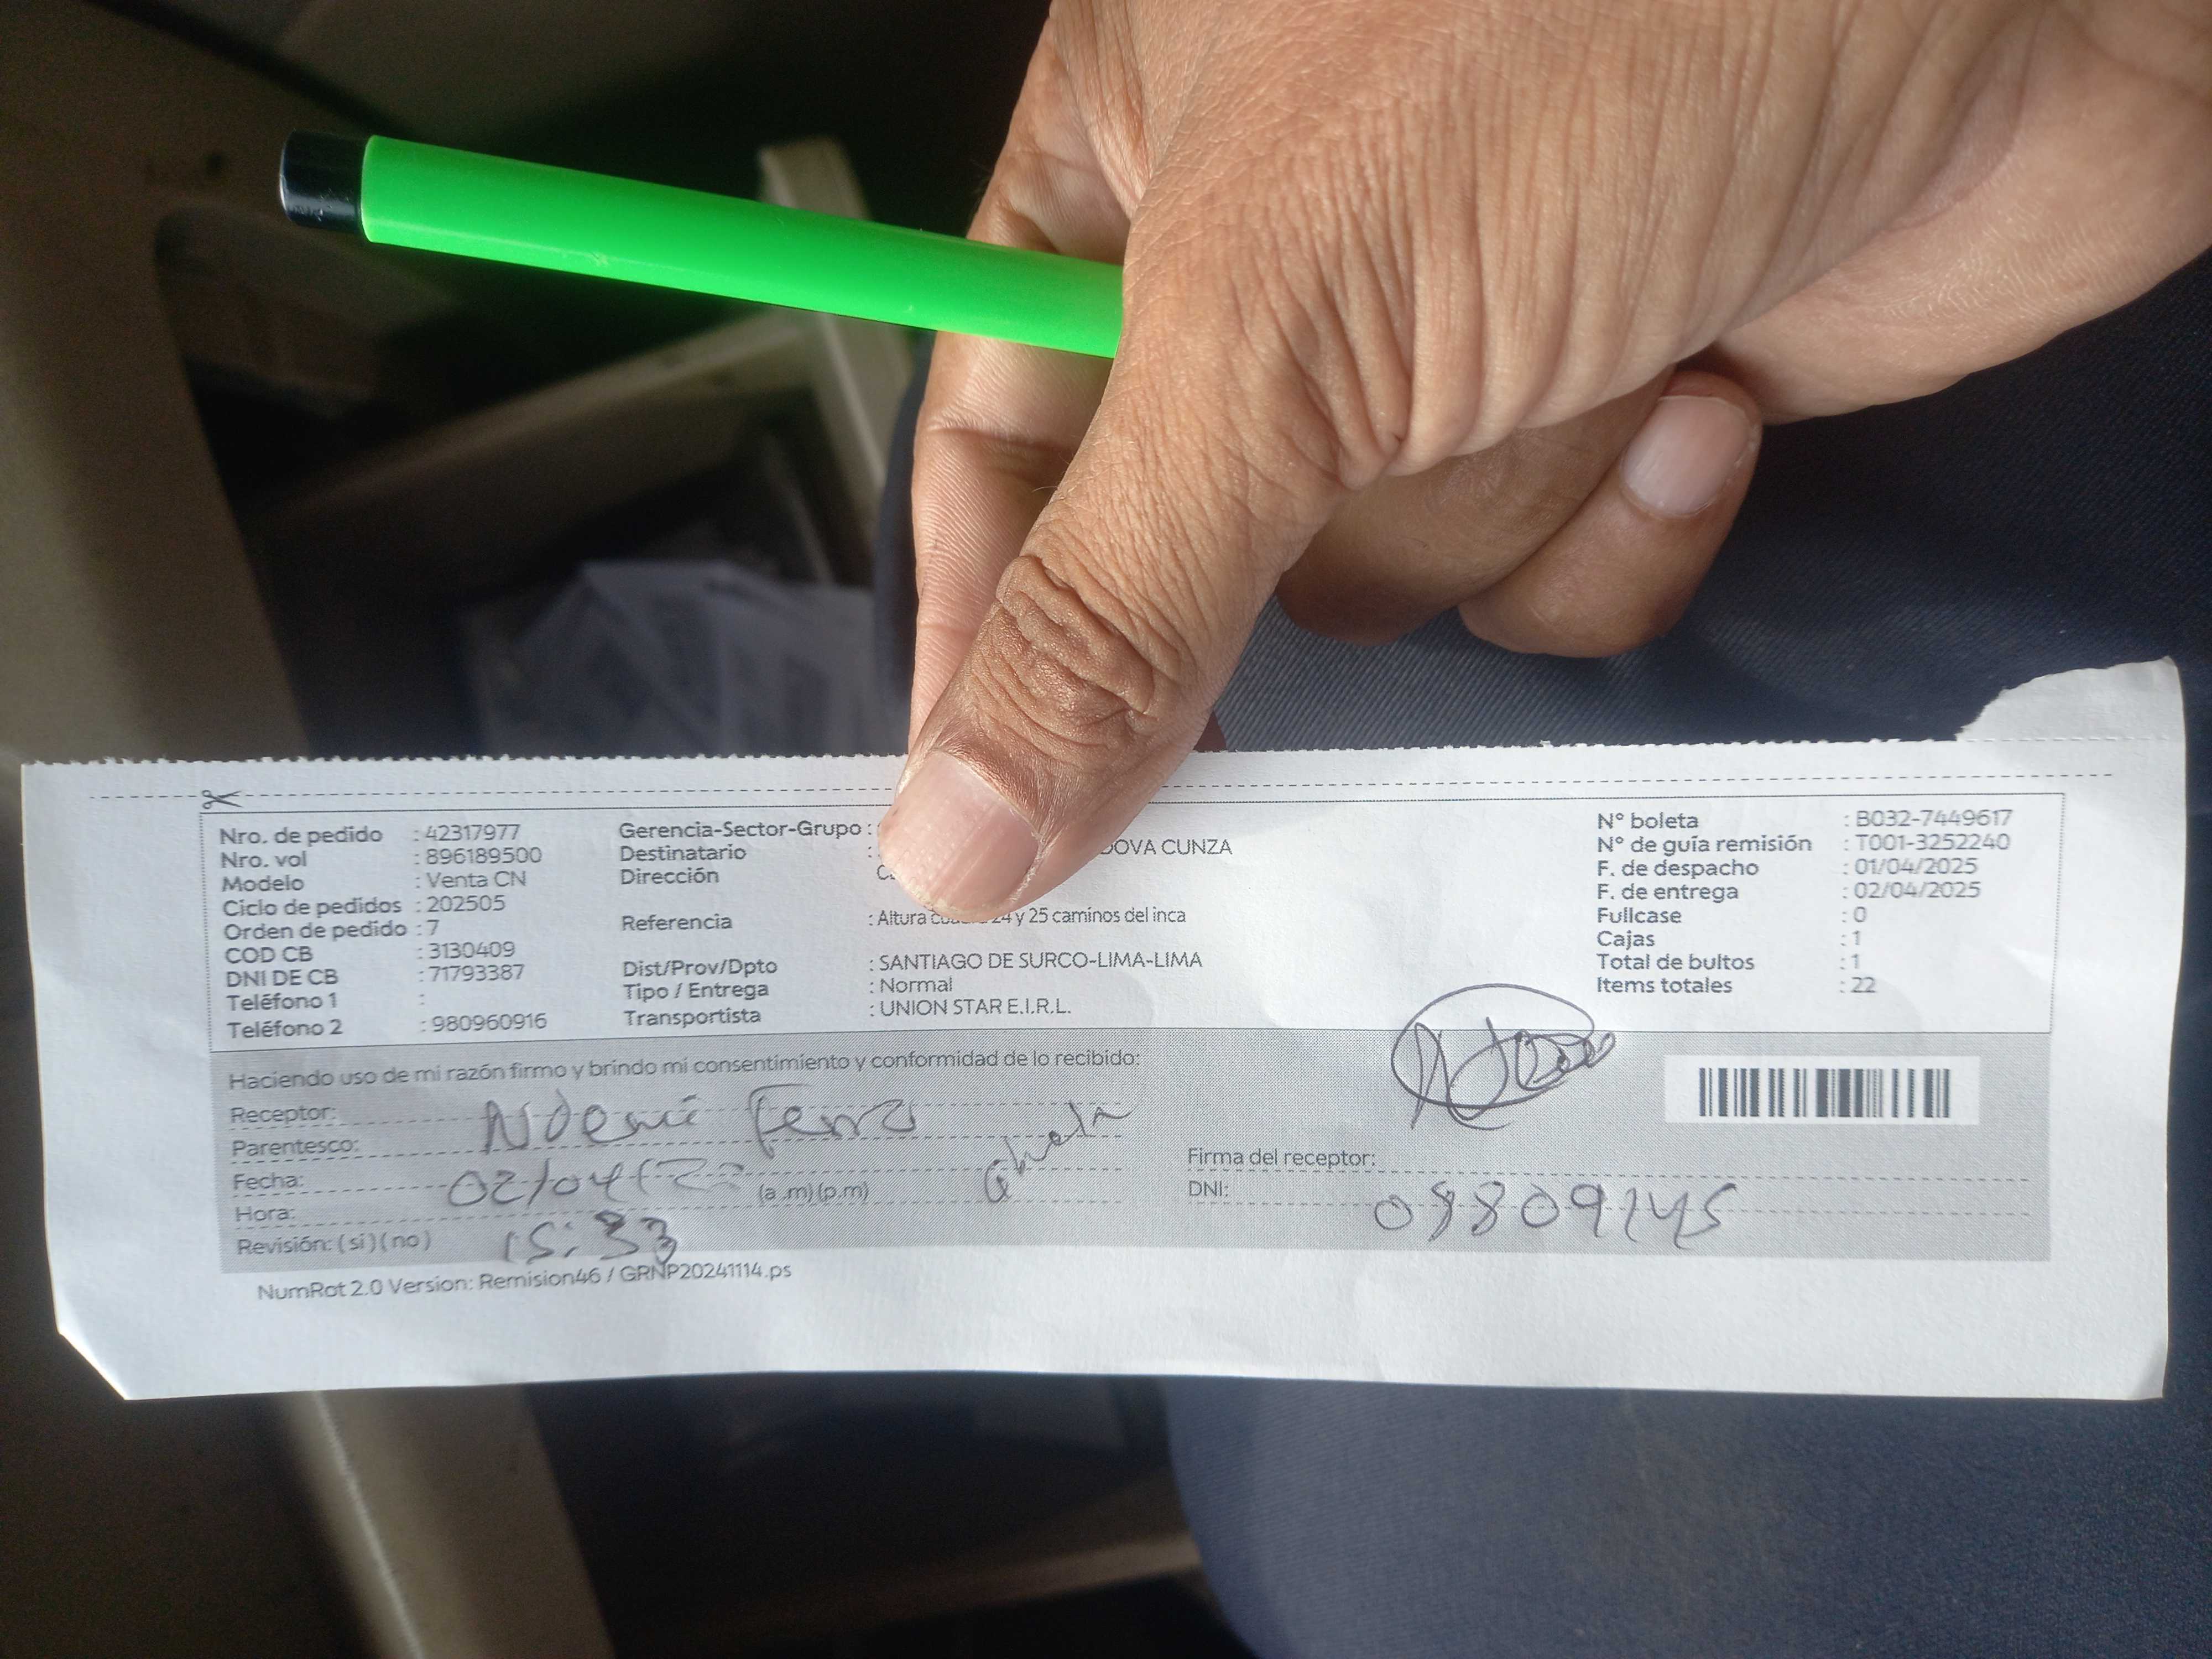 Nro. de pedido : 42317977
Nro. vol : 896189500
Modelo : Venta CN
Ciclo de pedidos : 202505
Orden de pedido : 7
COD CB : 3130409
DNI DE CB : 71793387
Teléfono 1 :
Teléfono 2 : 980960916
Gerencia-Sector-Grupo :
Destinatario : CUNZA
Dirección
Referencia : Altura 24 y 25 caminos del inca
Dist/Prov/Dpto : SANTIAGO DE SURCO-LIMA-LIMA
Tipo / Entrega : Normal
Transportista : UNION STAR E.I.R.L.
N° boleta : B032-7449617
N° de guía remisión : T001-3252240
F. de despacho : 01/04/2025
F. de entrega : 02/04/2025
Fullcase : 0
Cajas : 1
Total de bultos : 1
Items totales : 22
Haciendo uso de mi razón firmo y brindo mi consentimiento y conformidad de lo recibido:
Receptor: Noemi
Parentesco:
Fecha:
Hora: (a .m) (p.m) 15:33
Revisión: (si) (no)
Firma del receptor:
DNI:
NumRot 2.0 Version: Remision46 / GRNP20241114.ps